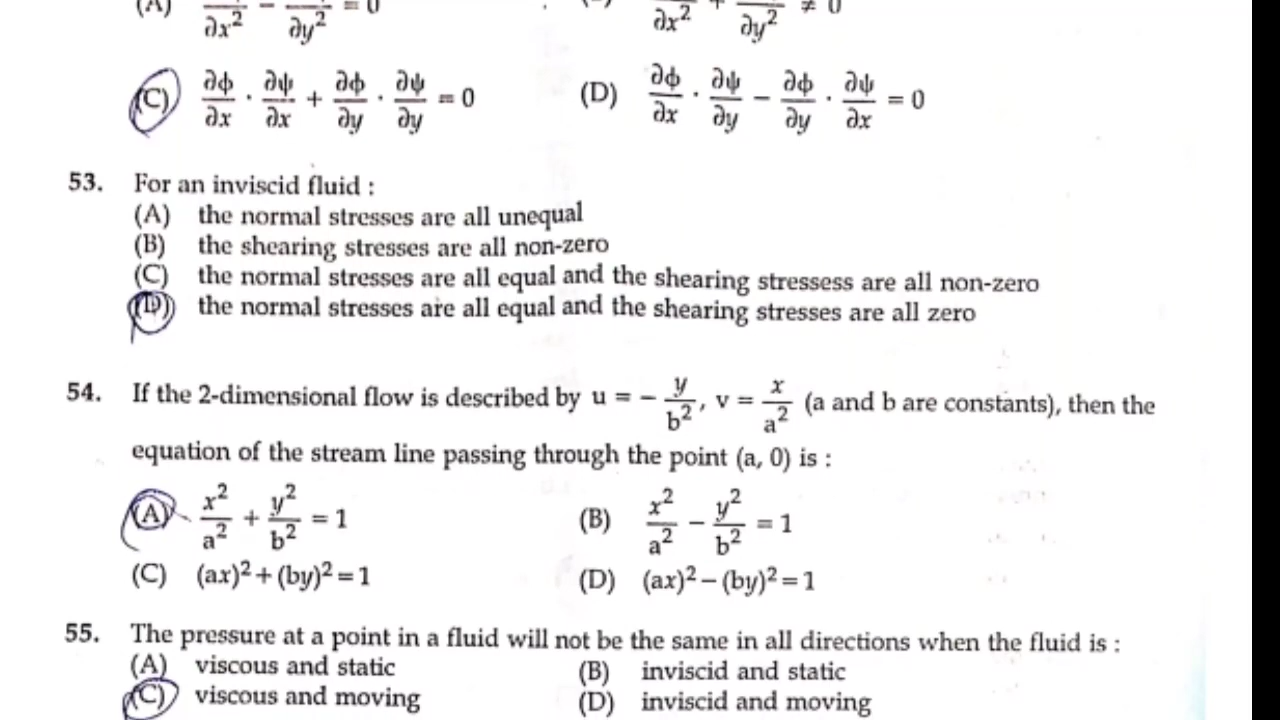 (A) ∂x² − ∂y² = 0 ∂x² + ∂y² ≠ 0
(C) ∂ϕ/∂x · ∂ψ/∂x + ∂ϕ/∂y · ∂ψ/∂y = 0 (D) ∂ϕ/∂x · ∂ψ/∂y − ∂ϕ/∂y · ∂ψ/∂x = 0
53. For an inviscid fluid :
(A) the normal stresses are all unequal
(B) the shearing stresses are all non-zero
(C) the normal stresses are all equal and the shearing stressess are all non-zero
(D) the normal stresses are all equal and the shearing stresses are all zero
54. If the 2-dimensional flow is described by u = − y/b², v = x/a² (a and b are constants), then the
equation of the stream line passing through the point (a, 0) is :
(A) x²/a² + y²/b² = 1 (B) x²/a² − y²/b² = 1
(C) (ax)² + (by)² = 1 (D) (ax)² – (by)² = 1
55. The pressure at a point in a fluid will not be the same in all directions when the fluid is :
(A) viscous and static (B) inviscid and static
(C) viscous and moving (D) inviscid and moving